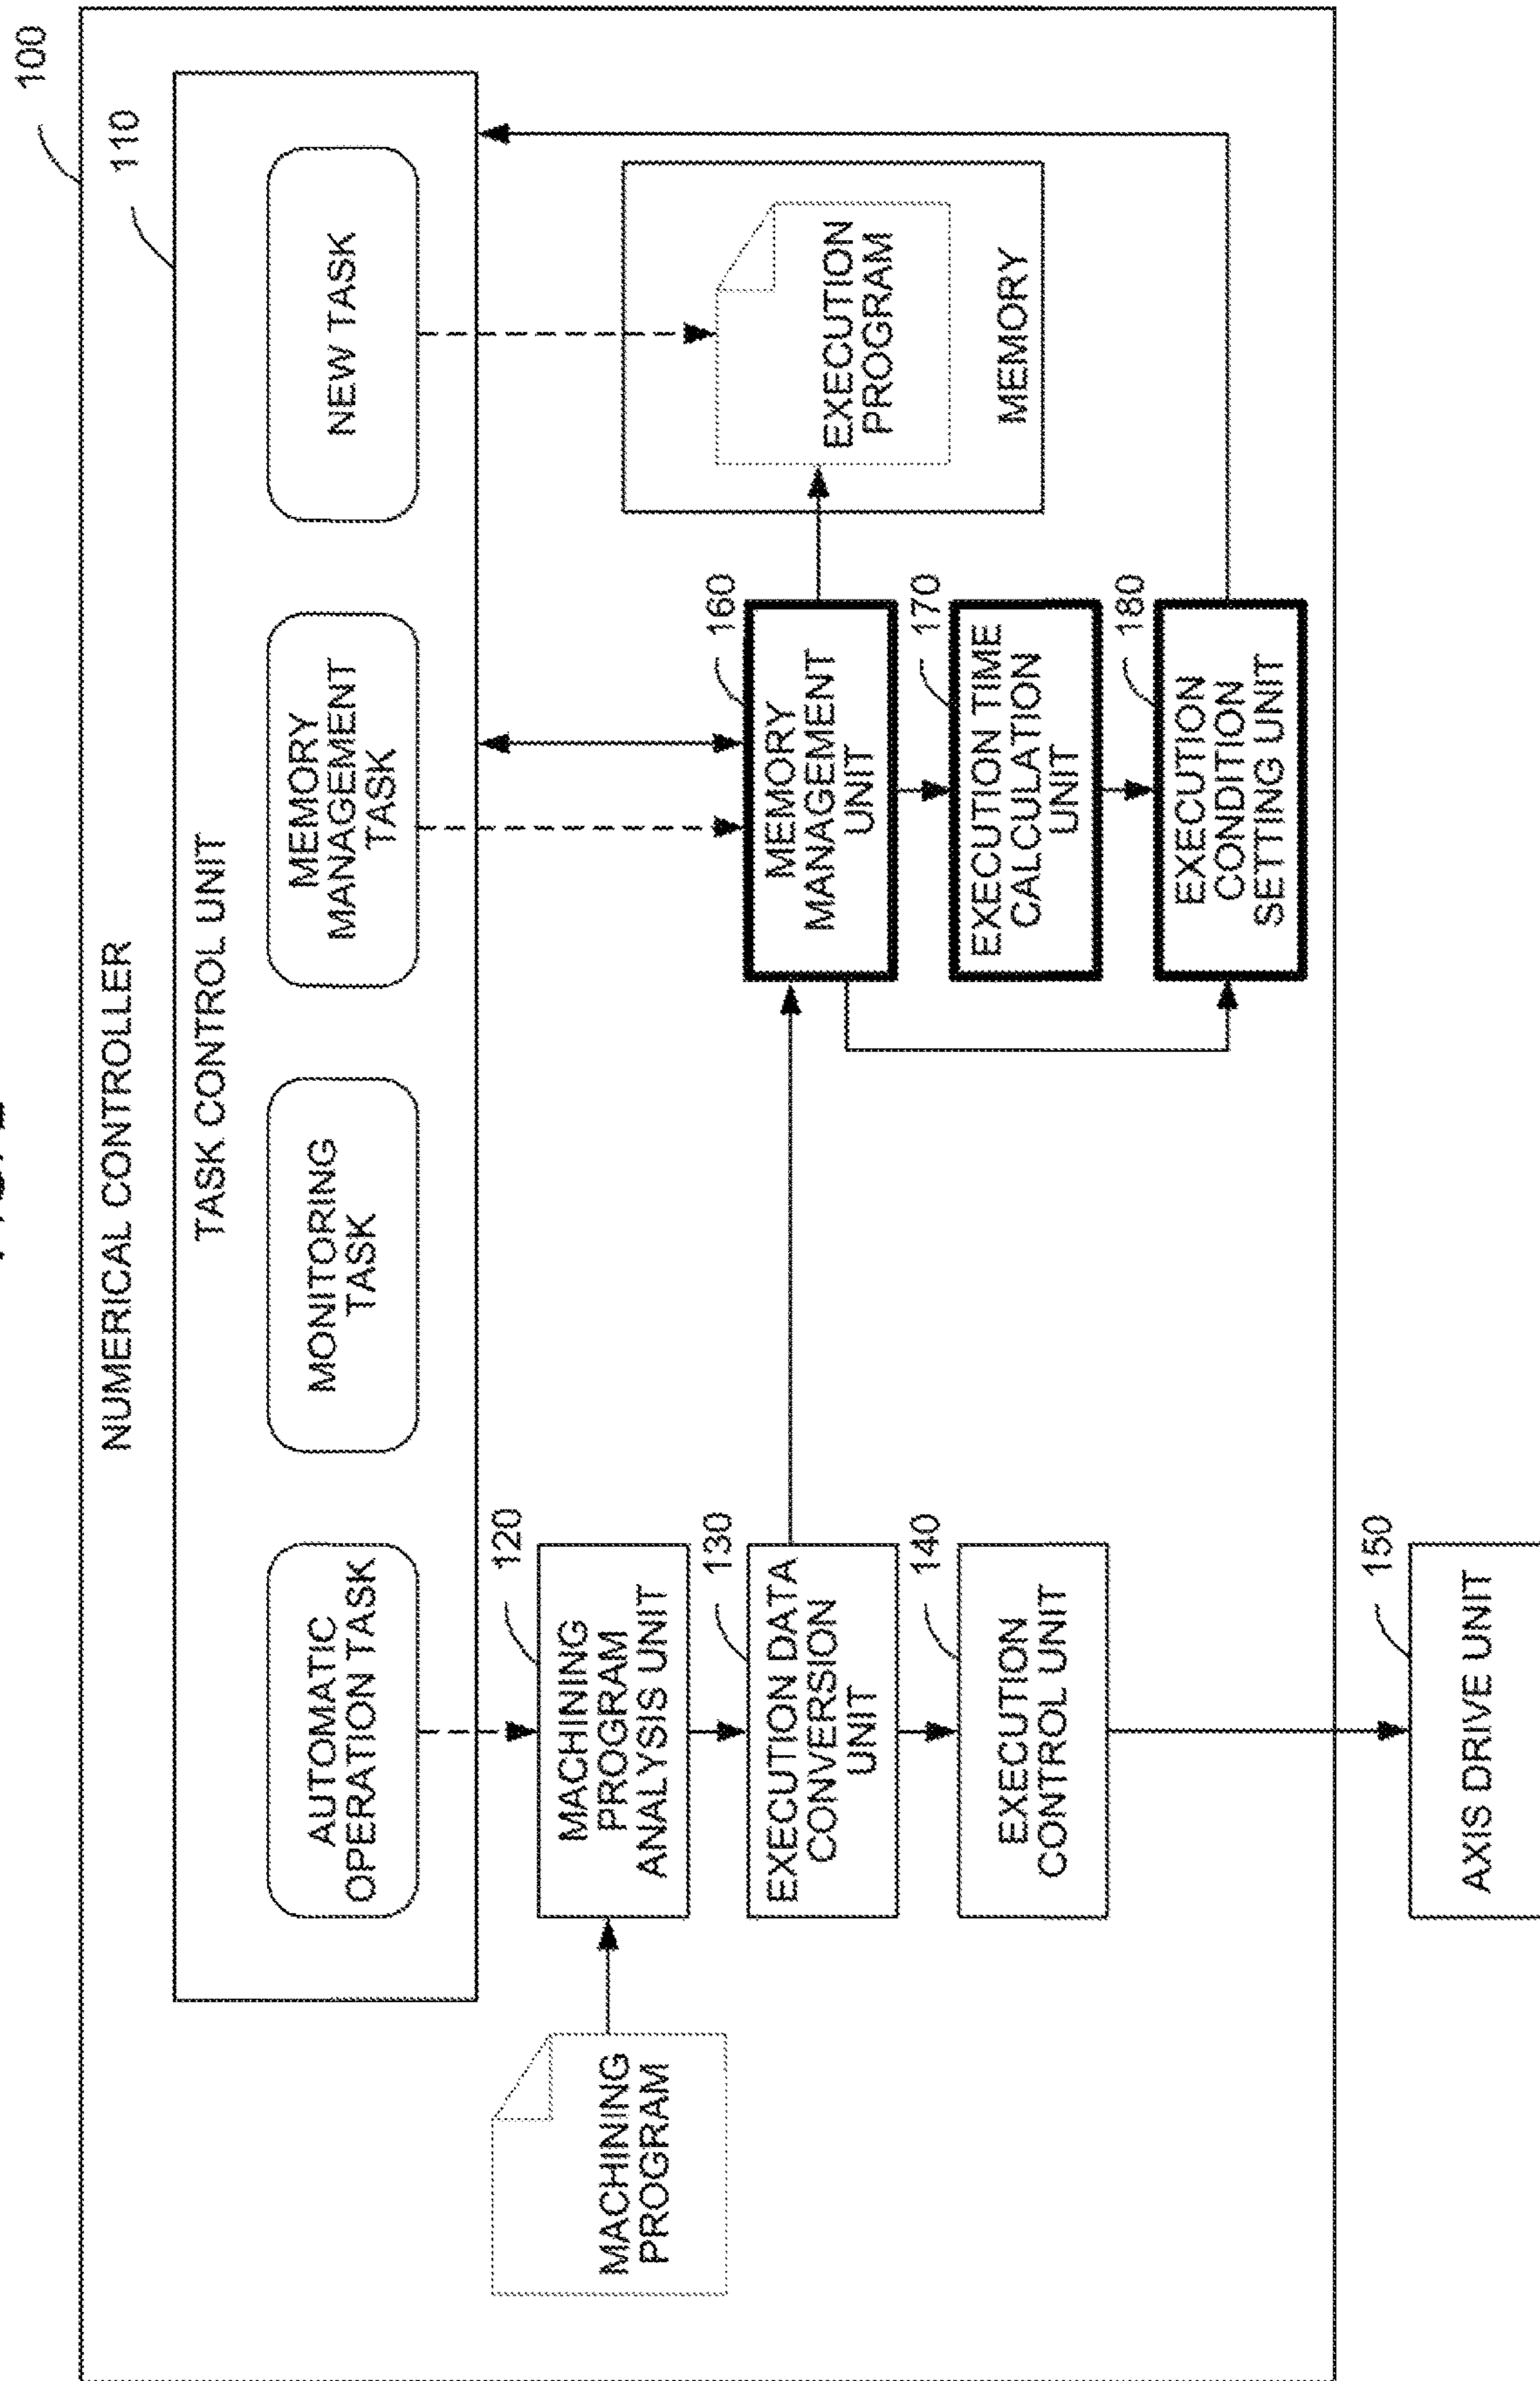 100
NUMERICAL CONTROLLER
110
TASK CONTROL UNIT
AUTOMATIC
OPERATION TASK
MONITORING
TASK
MEMORY
MANAGEMENT
TASK
NEW TASK
MACHINING
PROGRAM
120
MACHINING
PROGRAM
ANALYSIS UNIT
130
EXECUTION DATA
CONVERSION
UNIT
140
EXECUTION
CONTROL UNIT
150
AXIS DRIVE UNIT
160
MEMORY
MANAGEMENT
UNIT
170
EXECUTION TIME
CALCULATION
UNIT
180
EXECUTION
CONDITION
SETTING UNIT
EXECUTION
PROGRAM
MEMORY